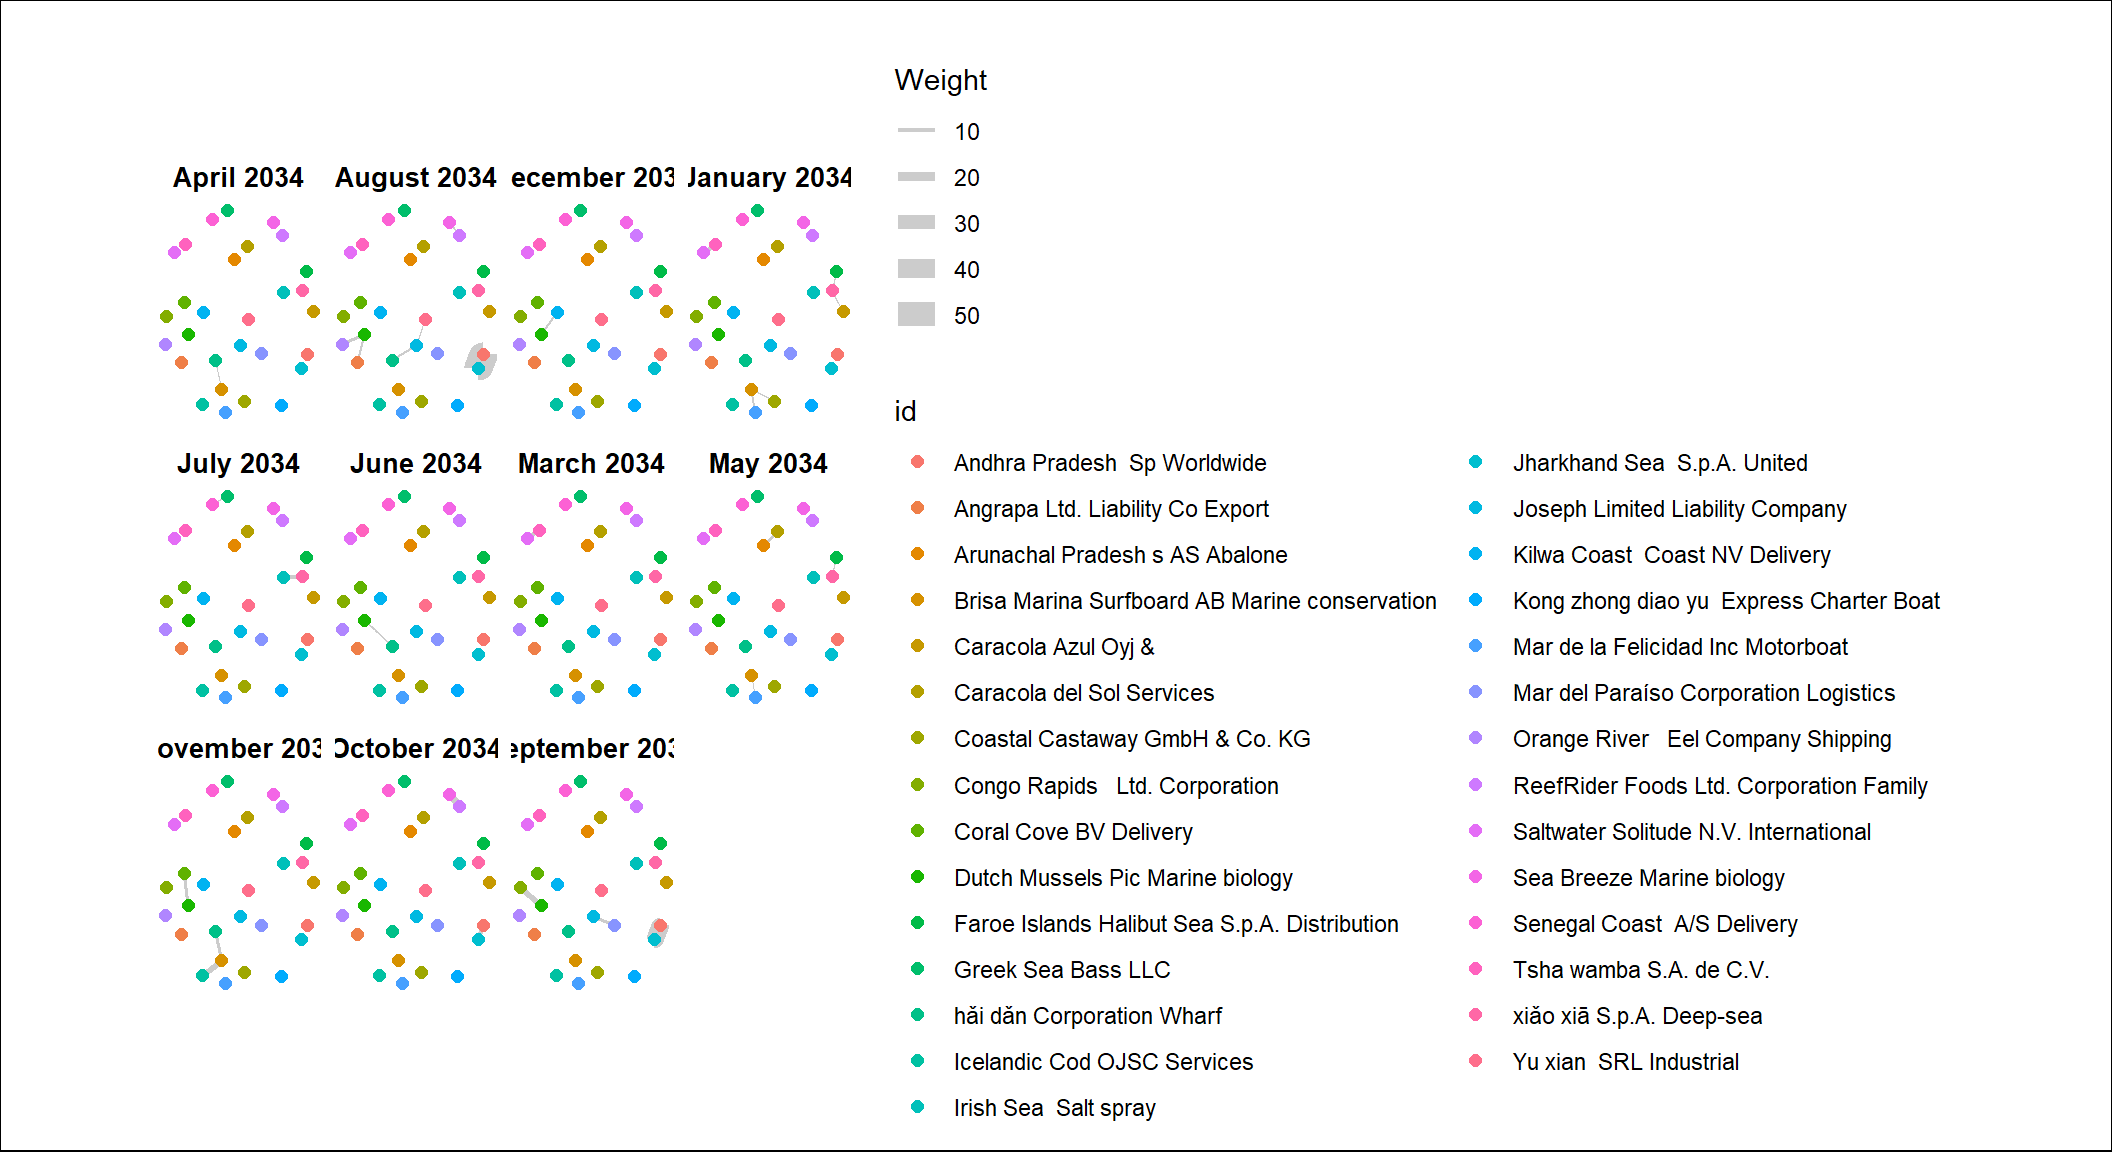 Weight
10
20
30
40
50
April 2034
August 2034
ecember 203
January 2034
July 2034
June 2034
March 2034
May 2034
ovember 203
October 2034
eptember 203
id
Andhra Pradesh  Sp Worldwide
Angrapa Ltd. Liability Co Export
Arunachal Pradesh s AS Abalone
Brisa Marina Surfboard AB Marine conservation
Caracola Azul Oyj &
Caracola del Sol Services
Coastal Castaway GmbH & Co. KG
Congo Rapids   Ltd. Corporation
Coral Cove BV Delivery
Dutch Mussels Pic Marine biology
Faroe Islands Halibut Sea S.p.A. Distribution
Greek Sea Bass LLC
hǎi dǎn Corporation Wharf
Icelandic Cod OJSC Services
Irish Sea  Salt spray
Jharkhand Sea  S.p.A. United
Joseph Limited Liability Company
Kilwa Coast  Coast NV Delivery
Kong zhong diao yu  Express Charter Boat
Mar de la Felicidad Inc Motorboat
Mar del Paraíso Corporation Logistics
Orange River   Eel Company Shipping
ReefRider Foods Ltd. Corporation Family
Saltwater Solitude N.V. International
Sea Breeze Marine biology
Senegal Coast  A/S Delivery
Tsha wamba S.A. de C.V.
xiǎo xiā S.p.A. Deep-sea
Yu xian  SRL Industrial